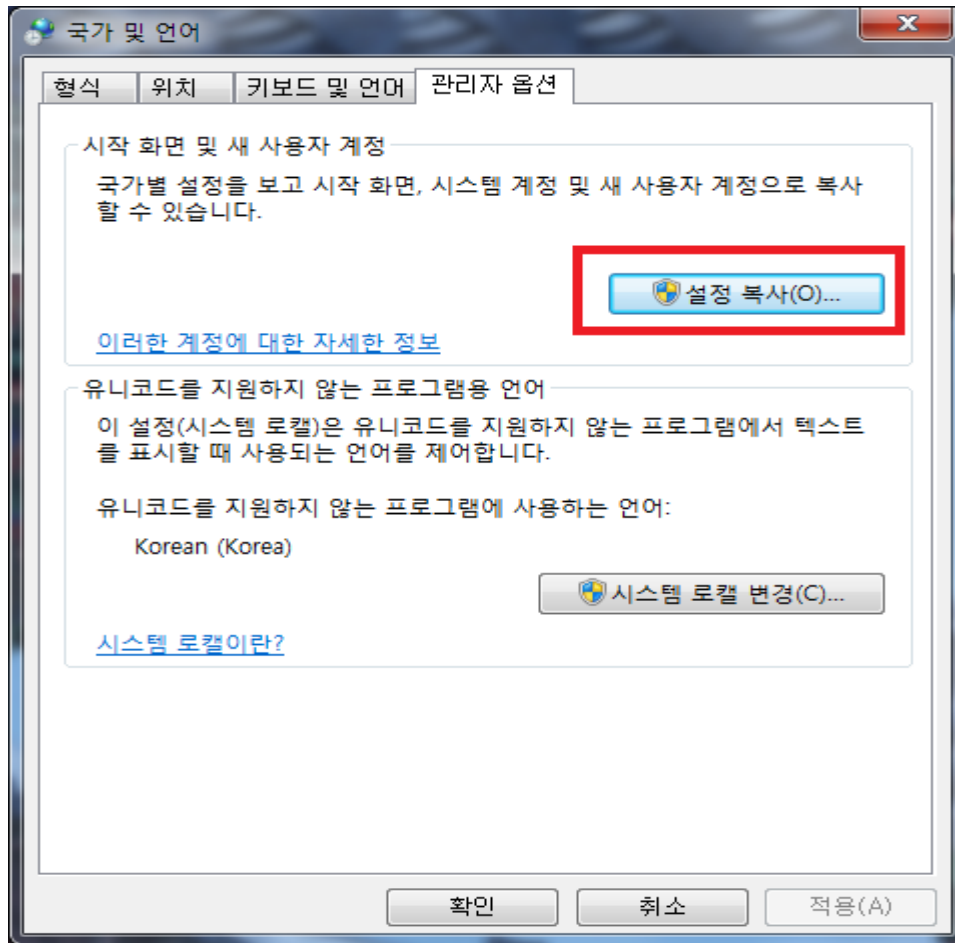 국가 및 언어
형식 위치 키보드 및 언어 관리자 옵션
시작 화면 및 새 사용자 계정
국가별 설정을 보고 시작 화면, 시스템 계정 및 새 사용자 계정으로 복사
할 수 있습니다.
설정 복사(O)...
이러한 계정에 대한 자세한 정보
유니코드를 지원하지 않는 프로그램용 언어
이 설정(시스템 로캘)은 유니코드를 지원하지 않는 프로그램에서 텍스트
를 표시할 때 사용되는 언어를 제어합니다.
유니코드를 지원하지 않는 프로그램에 사용하는 언어:
Korean (Korea)
시스템 로캘 변경(C)...
시스템 로캘이란?
확인 취소 적용(A)